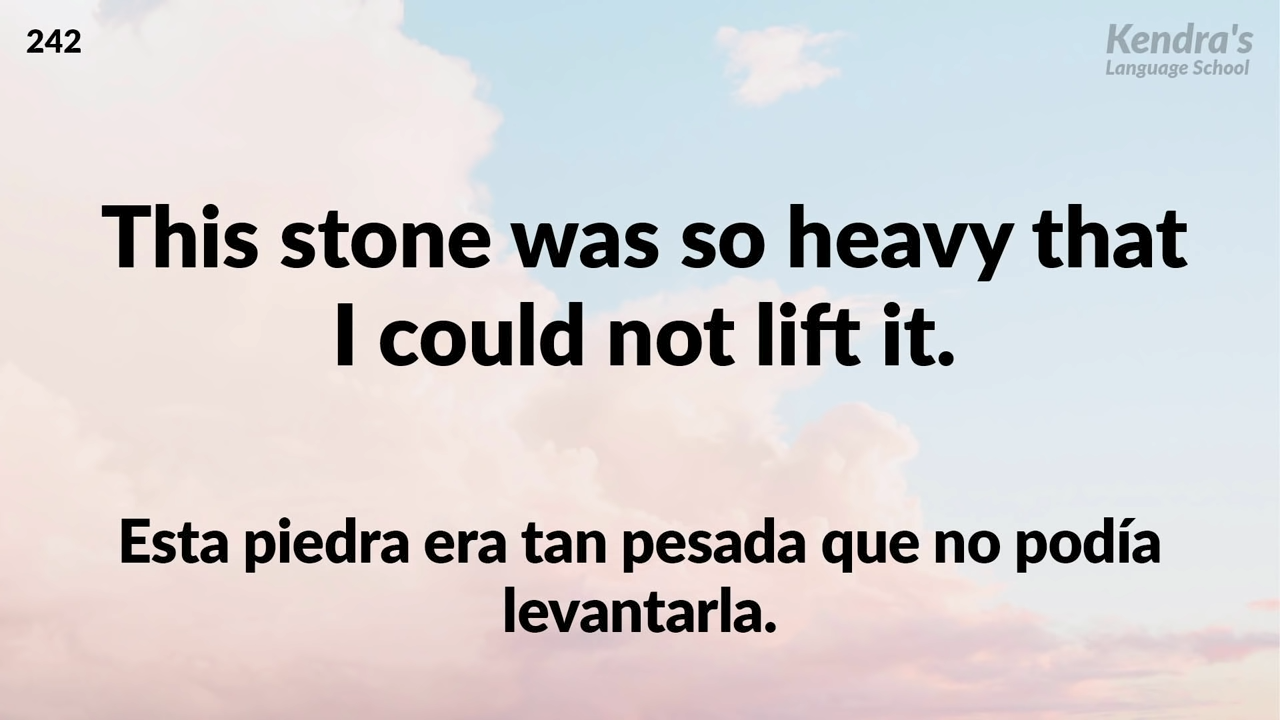 242
Kendra's
Language School
This stone was so heavy that
I could not lift it.
Esta piedra era tan pesada que no podía
levantarla.